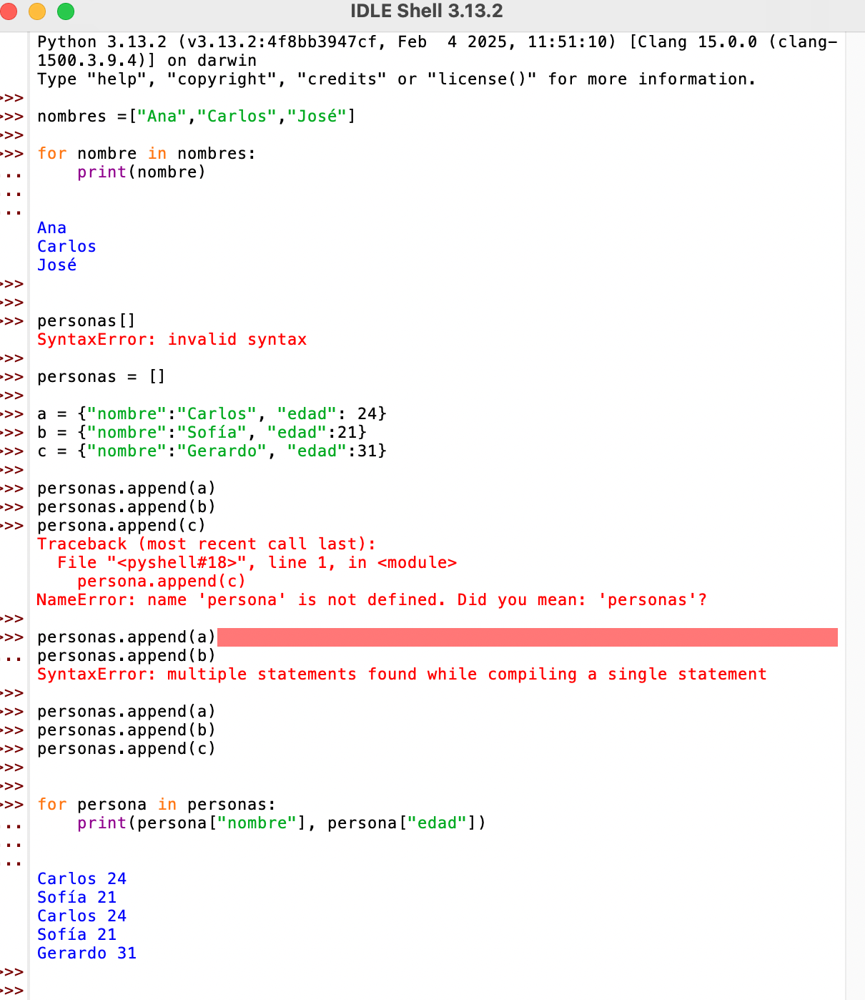 IDLE Shell 3.13.2
Python 3.13.2 (v3.13.2:4f8bb3947cf, Feb  4 2025, 11:51:10) [Clang 15.0.0 (clang-
1500.3.9.4)] on darwin
Type "help", "copyright", "credits" or "license()" for more information.
>>>
>>> nombres =["Ana","Carlos","José"]
>>>
>>> for nombre in nombres:
..     print(nombre)
..
..
Ana
Carlos
José
>>>
>>>
>>> personas[]
SyntaxError: invalid syntax
>>>
>>> personas = []
>>>
>>> a = {"nombre":"Carlos", "edad": 24}
>>> b = {"nombre":"Sofía", "edad":21}
>>> c = {"nombre":"Gerardo", "edad":31}
>>>
>>> personas.append(a)
>>> personas.append(b)
>>> persona.append(c)
Traceback (most recent call last):
  File "<pyshell#18>", line 1, in <module>
    persona.append(c)
NameError: name 'persona' is not defined. Did you mean: 'personas'?
>>>
>>> personas.append(a)
.. personas.append(b)
SyntaxError: multiple statements found while compiling a single statement
>>>
>>> personas.append(a)
>>> personas.append(b)
>>> personas.append(c)
>>>
>>>
>>> for persona in personas:
..     print(persona["nombre"], persona["edad"])
..
..
Carlos 24
Sofía 21
Carlos 24
Sofía 21
Gerardo 31
>>>
>>>